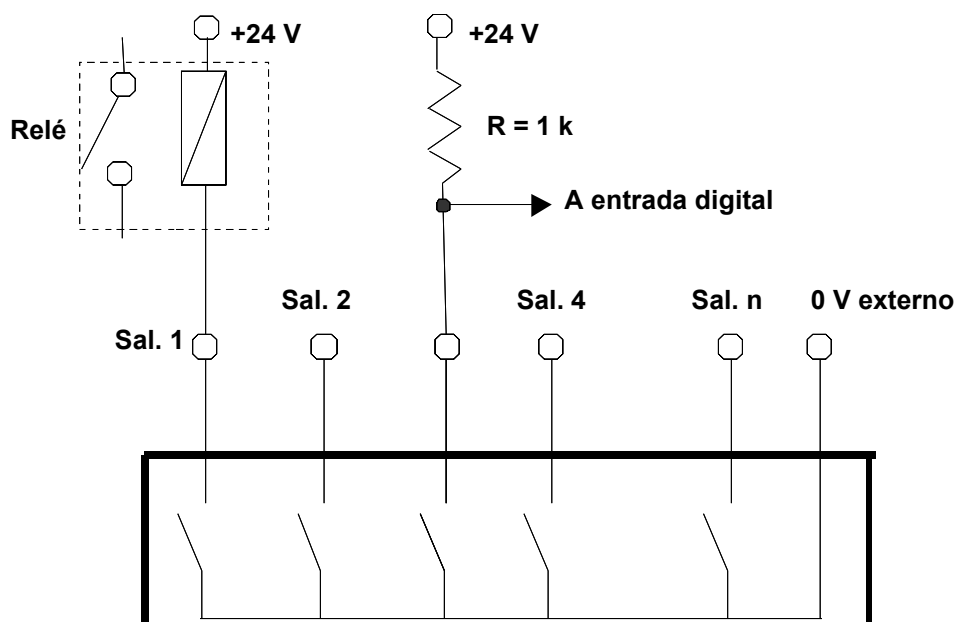 +24 V
+24 V
Relé
R = 1 k
A entrada digital
Sal. 1
Sal. 2
Sal. 4
Sal. n
0 V externo